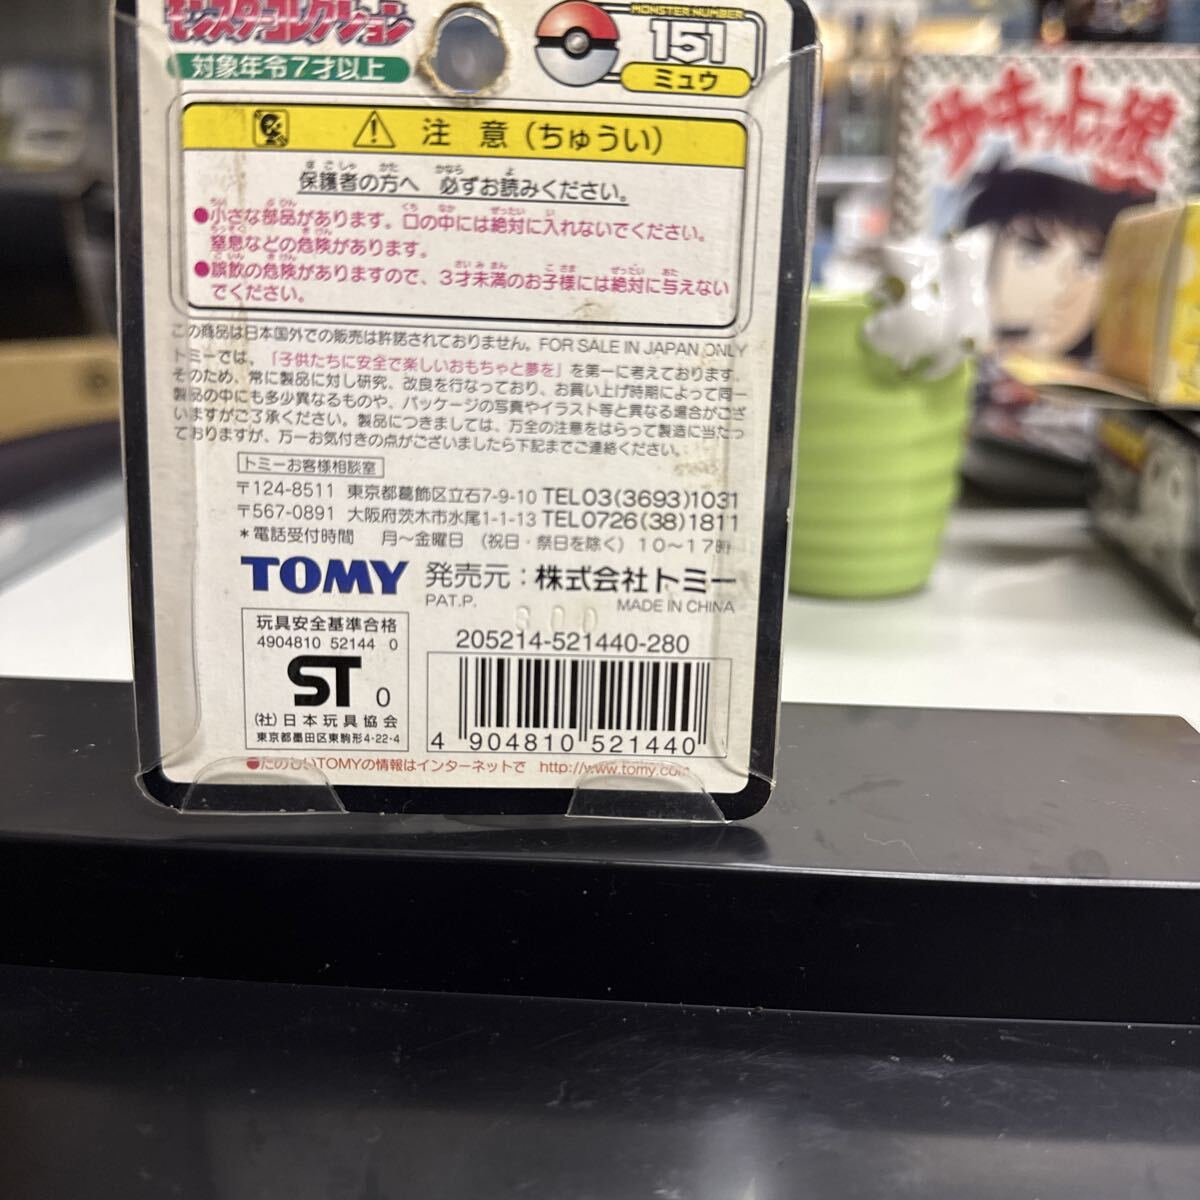 モンスターコレクション
対象年令7才以上
MONSTER NUMBER
151
ミュウ
注意(ちゅうい)
保護者の方へ 必ずお読みください。
●小さな部品があります。口の中には絶対に入れないでください。
窒息などの危険があります。
●誤飲の危険がありますので、3才未満のお子様には絶対に与えない
でください。
この商品は日本国外での販売は許諾されておりません。FOR SALE IN JAPAN ONLY
トミーでは、「子供たちに安全で楽しいおもちゃと夢を」を第一に考えております。
そのため、常に製品に対し研究、改良を行なっており、お買い上げ時期によって同一
製品の中にも多少異なるものや、パッケージの写真やイラスト等と異なる場合がござ
いますがご了承ください。製品につきましては、万全の注意をはらって製造に当たっ
ておりますが、万一お気付きの点がございましたら下記までご連絡ください。
トミーお客様相談室
〒124-8511 東京都葛飾区立石7-9-10 TEL03(3693)1031
〒567-0891 大阪府茨木市水尾1-1-13 TEL0726(38)1811
*電話受付時間 月〜金曜日 (祝日・祭日を除く) 10〜17時
TOMY 発売元:株式会社トミー
PAT.P. MADE IN CHINA
玩具安全基準合格
4904810 52144 0
ST 0
(社)日本玩具協会
東京都墨田区東駒形4-22-4
205214-521440-280
4 904810 521440
●たのしいTOMYの情報はインターネットで http://www.tomy.com
サーキットの狼